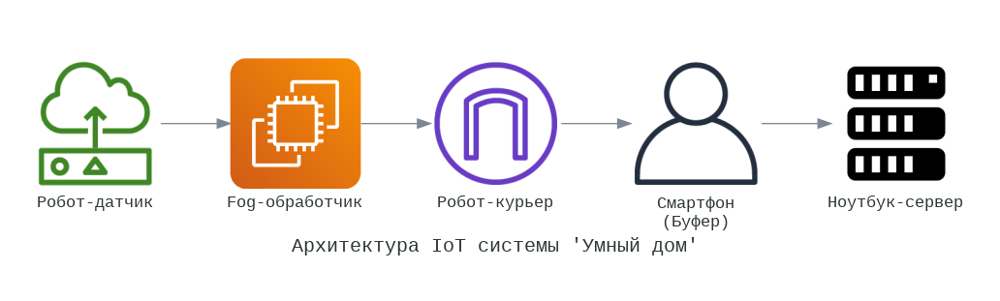 Робот-датчик
Fog-обработчик
Робот-курьер
Смартфон
(Буфер)
Ноутбук-сервер
Архитектура IoT системы 'Умный дом'